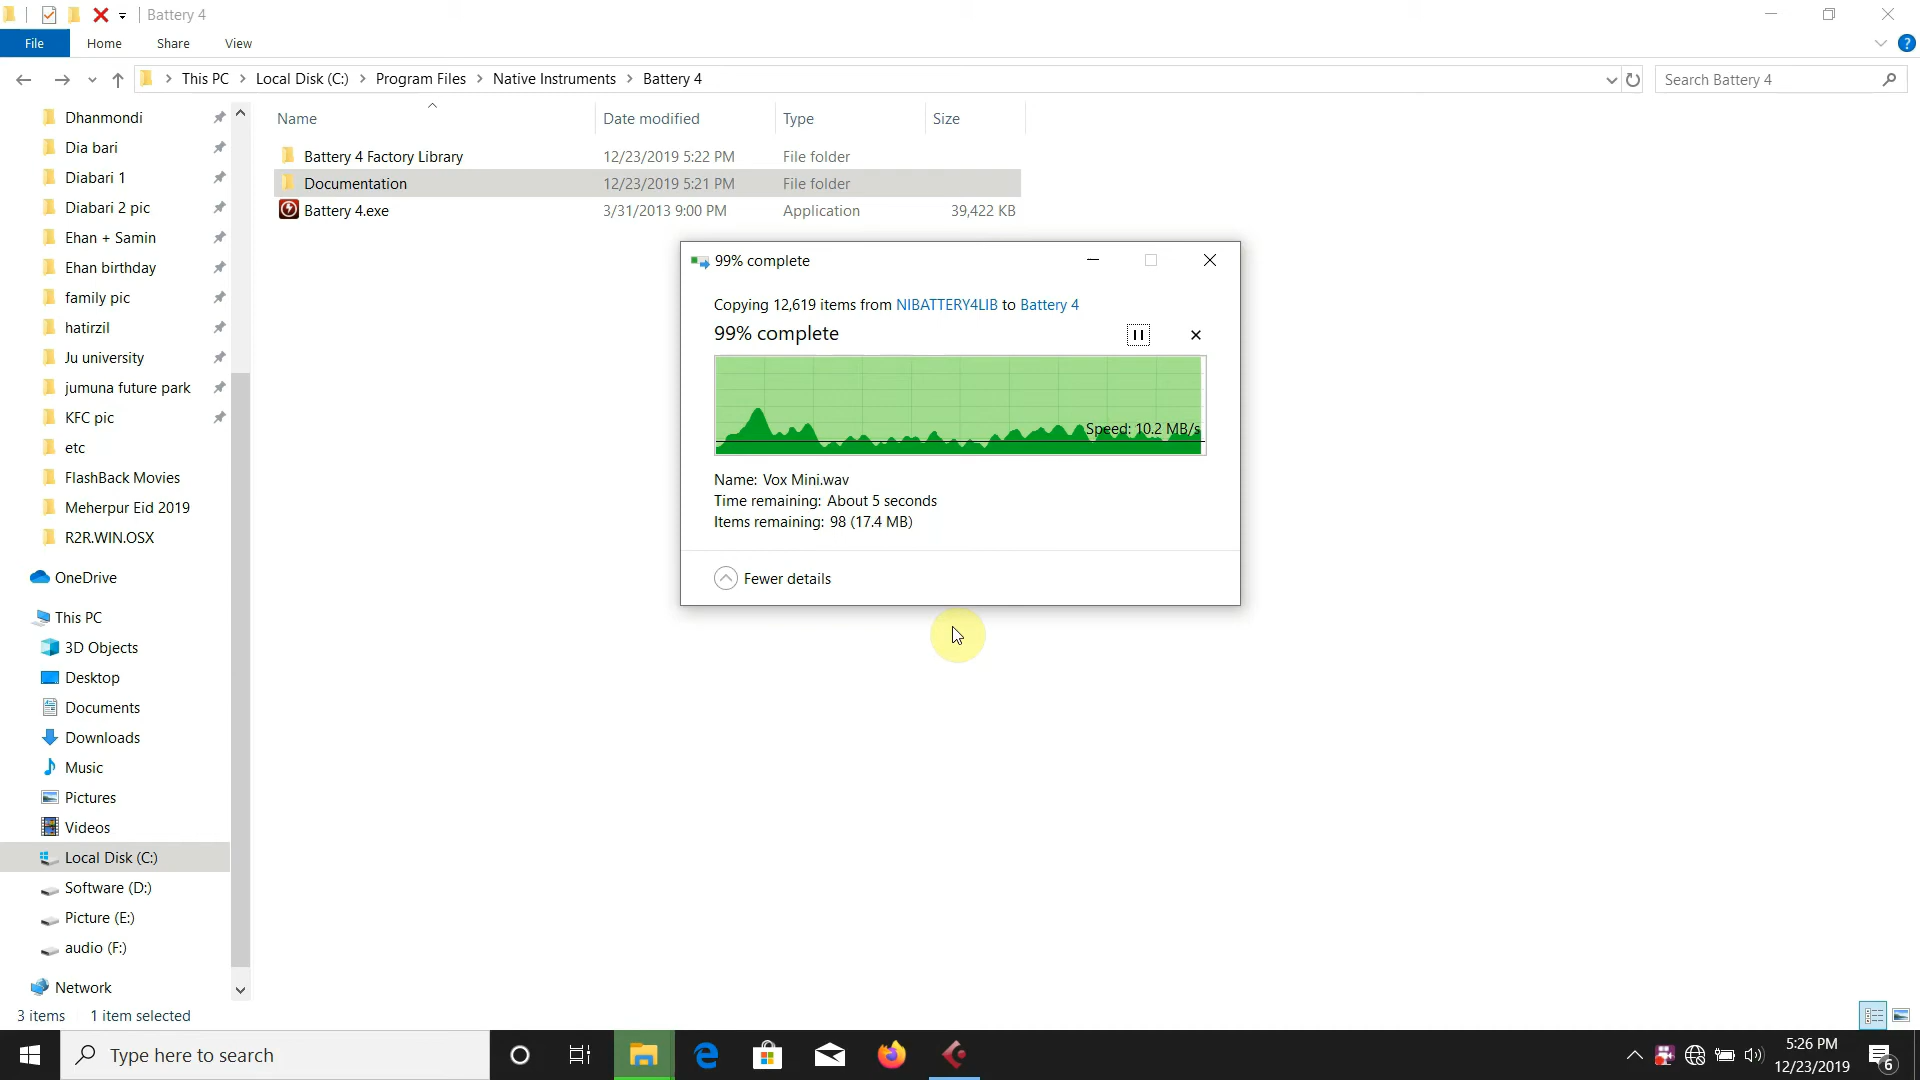 Battery 4
File
Home
Share
View
This PC
Local Disk (C:)
Program Files
Native Instruments
Battery 4
Search Battery 4
Dhanmondi
Dia bari
Diabari 1
Diabari 2 pic
Ehan + Samin
Ehan birthday
family pic
hatirzil
Ju university
jumuna future park
KFC pic
etc
FlashBack Movies
Meherpur Eid 2019
R2R.WIN.OSX
OneDrive
This PC
3D Objects
Desktop
Documents
Downloads
Music
Pictures
Videos
Local Disk (C:)
Software (D:)
Picture (E:)
audio (F:)
Network
Name Date modified Type Size
Battery 4 Factory Library 12/23/2019 5:22 PM File folder
Documentation 12/23/2019 5:21 PM File folder
Battery 4.exe 3/31/2013 9:00 PM Application 39,422 KB
99% complete
Copying 12,619 items from NIBATTERY4LIB to Battery 4
99% complete
Speed: 10.2 MB/s
Name: Vox Mini.wav
Time remaining: About 5 seconds
Items remaining: 98 (17.4 MB)
Fewer details
3 items 1 item selected
Type here to search
5:26 PM
12/23/2019
6